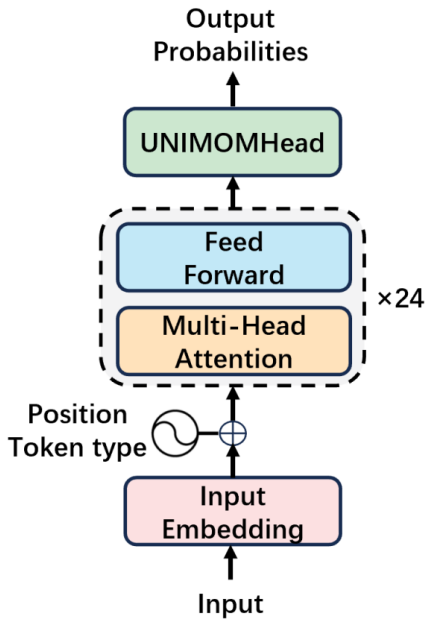 Output
Probabilities
UNIMOMHead
Feed
Forward
×24
Multi-Head
Attention
Position
Token type
Input
Embedding
Input